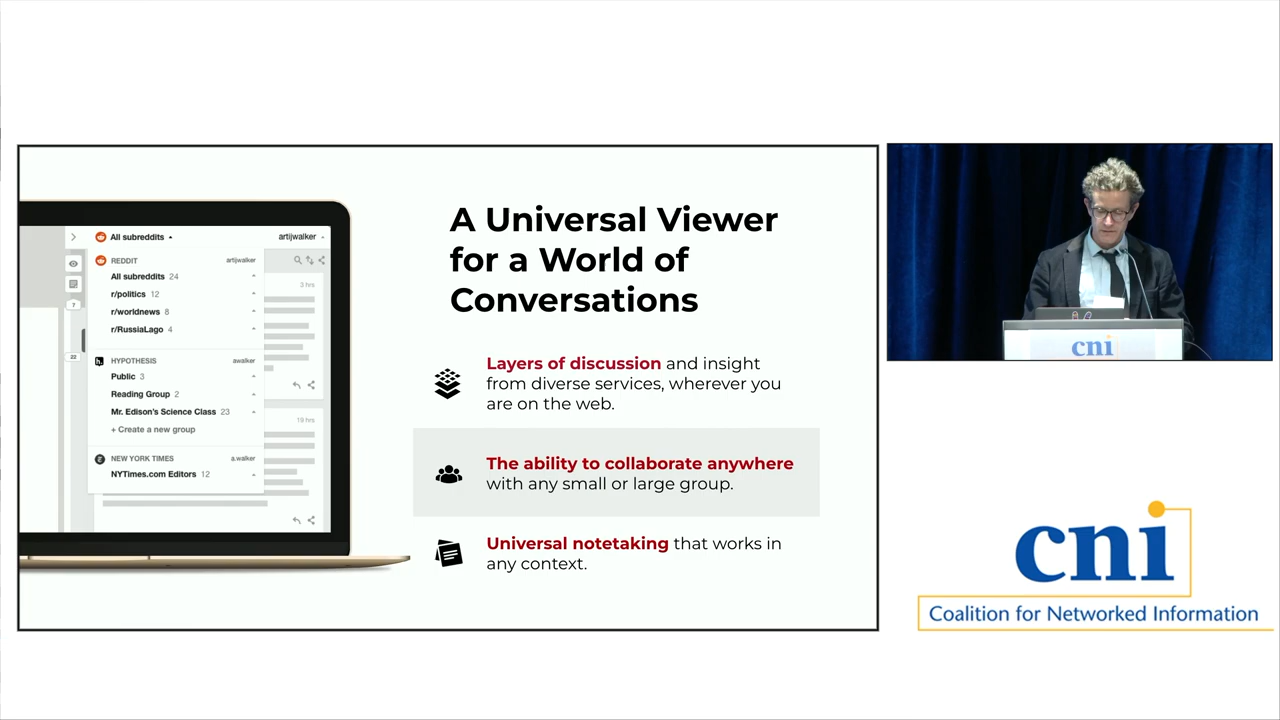 All subreddits
artijwalker
REDDIT artijwalker
All subreddits 24
r/politics 12
r/worldnews 8
r/RussiaLago 4
HYPOTHESIS awalker
Public 3
Reading Group 2
Mr. Edison's Science Class 23
+ Create a new group
NEW YORK TIMES a.walker
NYTimes.com Editors 12
7
22
3 hrs
19 hrs
A Universal Viewer
for a World of
Conversations
Layers of discussion and insight
from diverse services, wherever you
are on the web.
The ability to collaborate anywhere
with any small or large group.
Universal notetaking that works in
any context.
cni
cni
Coalition for Networked Information